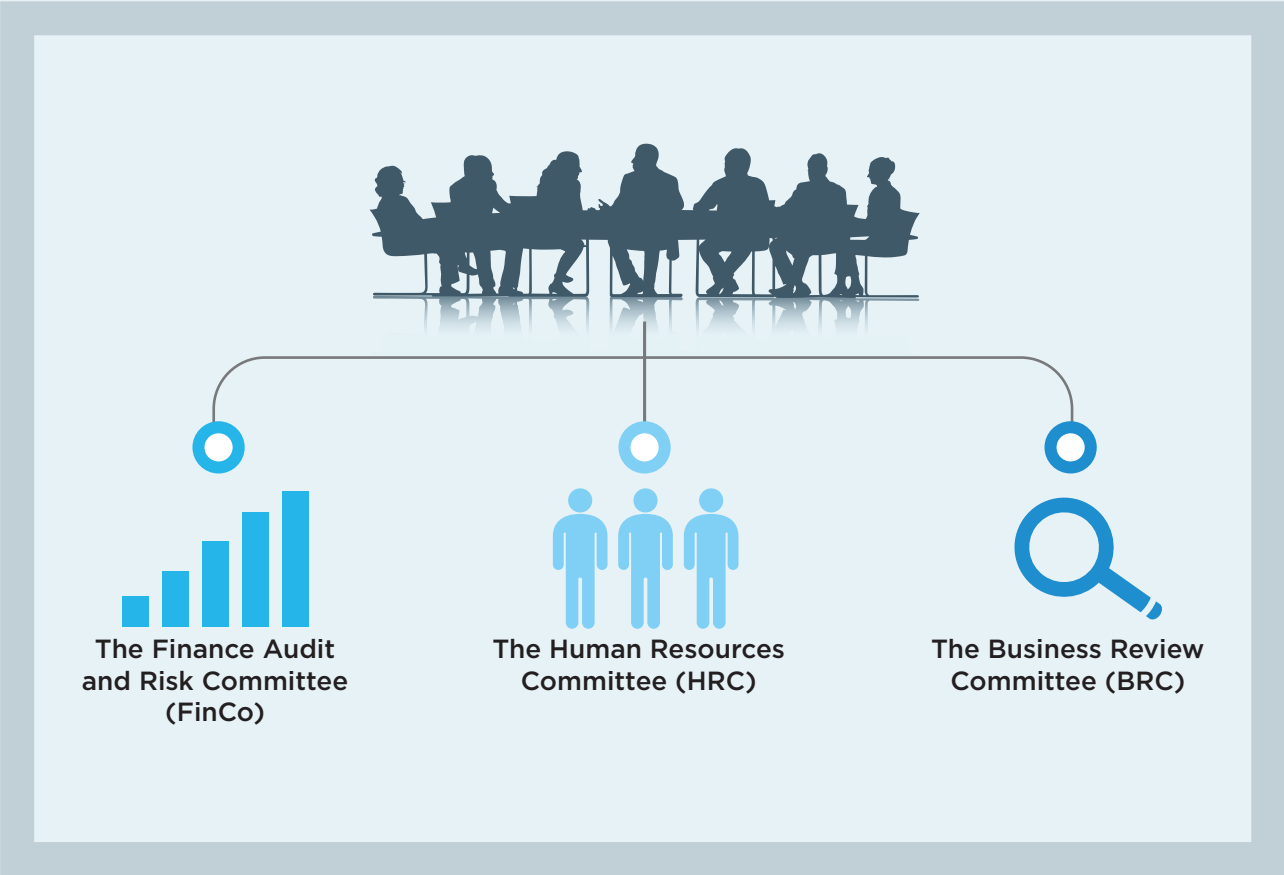 The Finance Audit
and Risk Committee
(FinCo)
The Human Resources
Committee (HRC)
The Business Review
Committee (BRC)